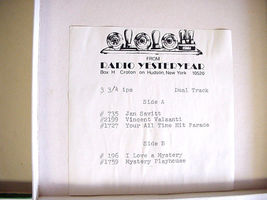 FROM
RADIO YESTERYEAR
Box H Croton on Hudson, New York 10520
3 3/4 ips Dual Track
Side A
# 735 Jan Savitt
#2199 Vincent Valsanti
#1727 Your All Time Hit Parade
Side B
# 196 I Love a Mystery
#1759 Mystery Playhouse